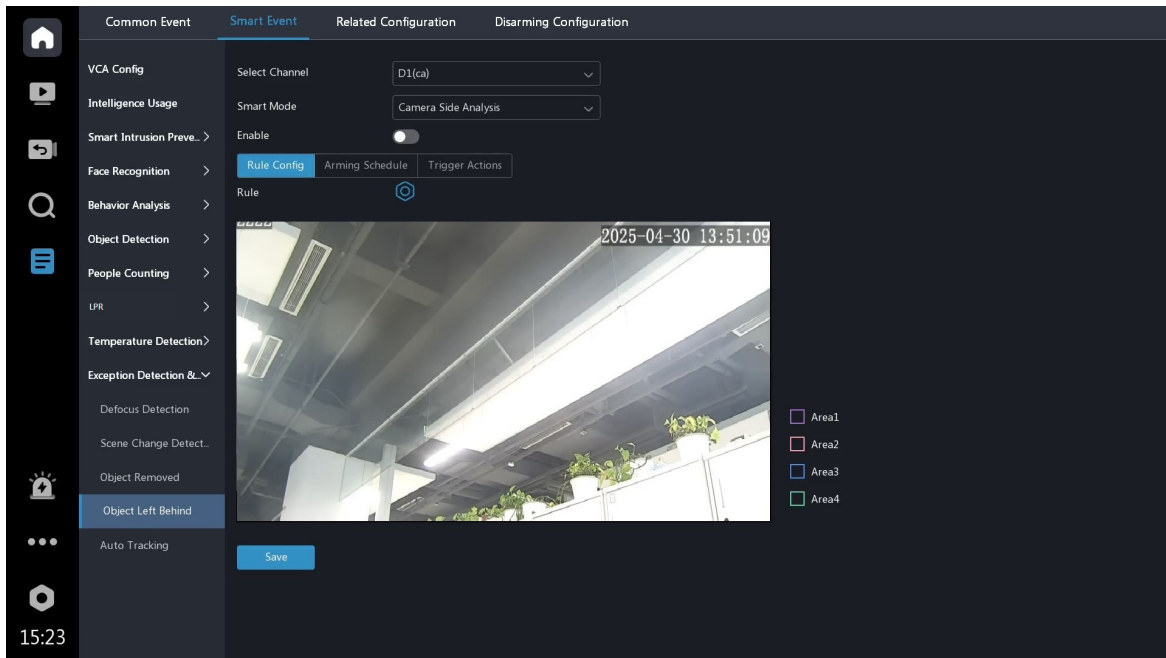 Common Event
Smart Event
Related Configuration
Disarming Configuration
VCA Config
Intelligence Usage
Smart Intrusion Preve...
Face Recognition
Behavior Analysis
Object Detection
People Counting
LPR
Temperature Detection
Exception Detection &...
Defocus Detection
Scene Change Detect...
Object Removed
Object Left Behind
Auto Tracking
15:23
Select Channel
D1(ca)
Smart Mode
Camera Side Analysis
Enable
Rule Config
Arming Schedule
Trigger Actions
Rule
2025-04-30 13:51:09
Area1
Area2
Area3
Area4
Save